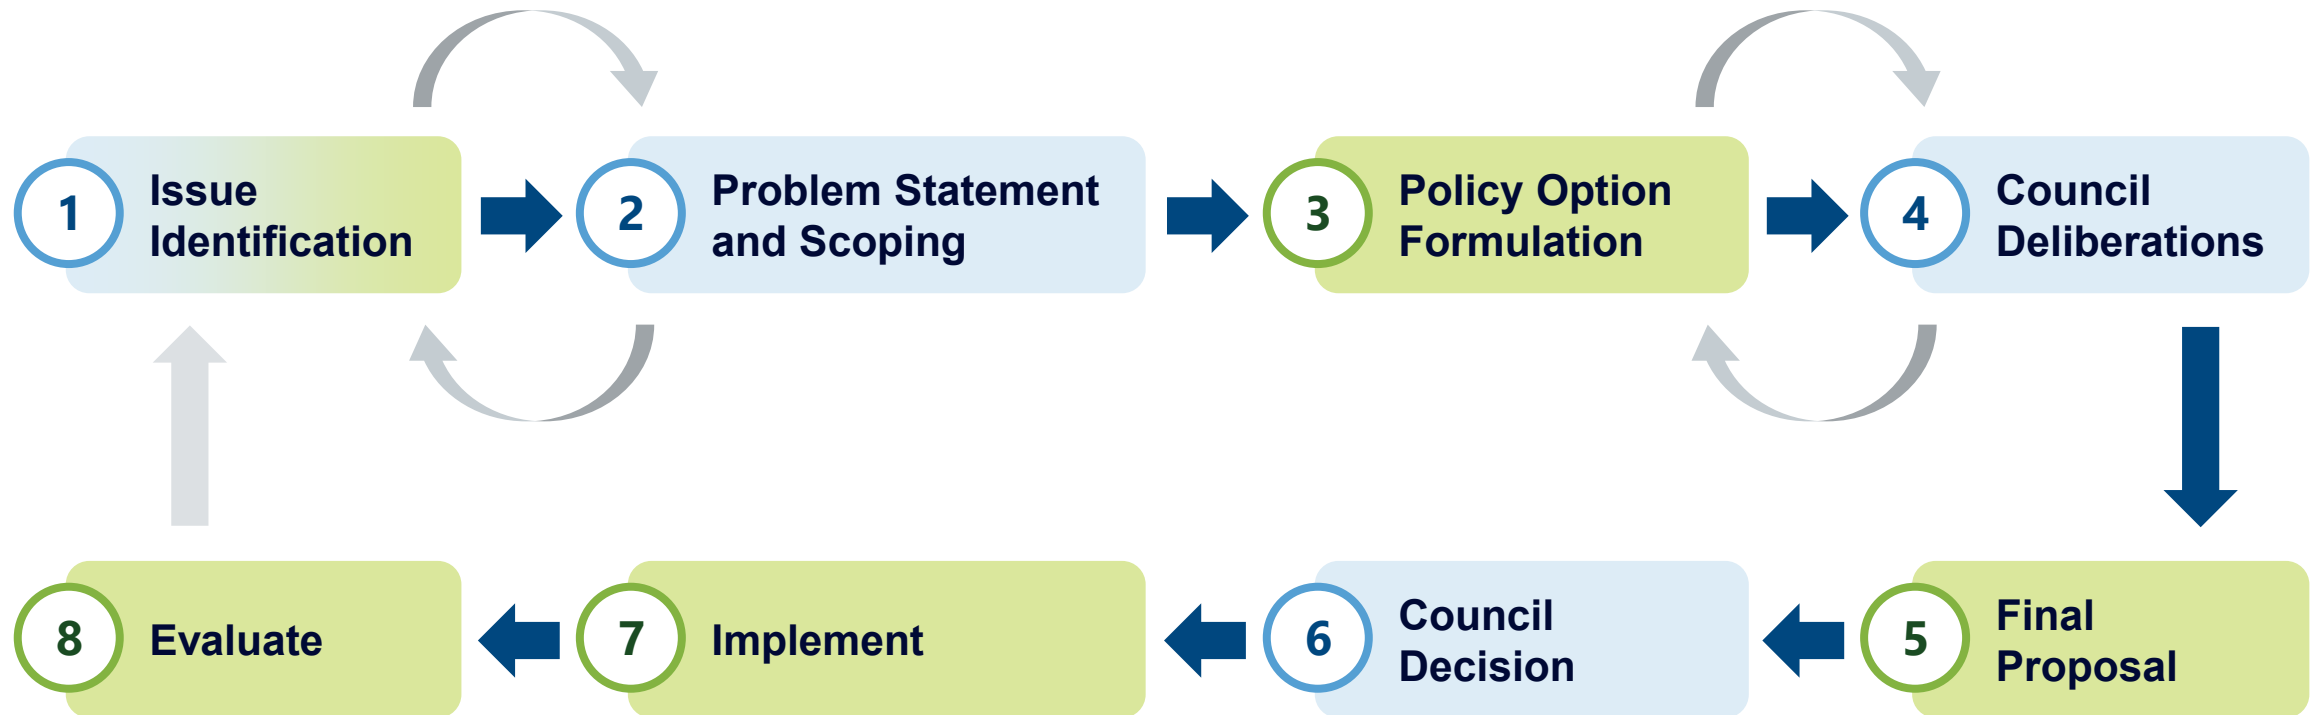 1
Issue
Identification
2
Problem Statement
and Scoping
3
Policy Option
Formulation
4
Council
Deliberations
5
Final
Proposal
6
Council
Decision
7
Implement
8
Evaluate